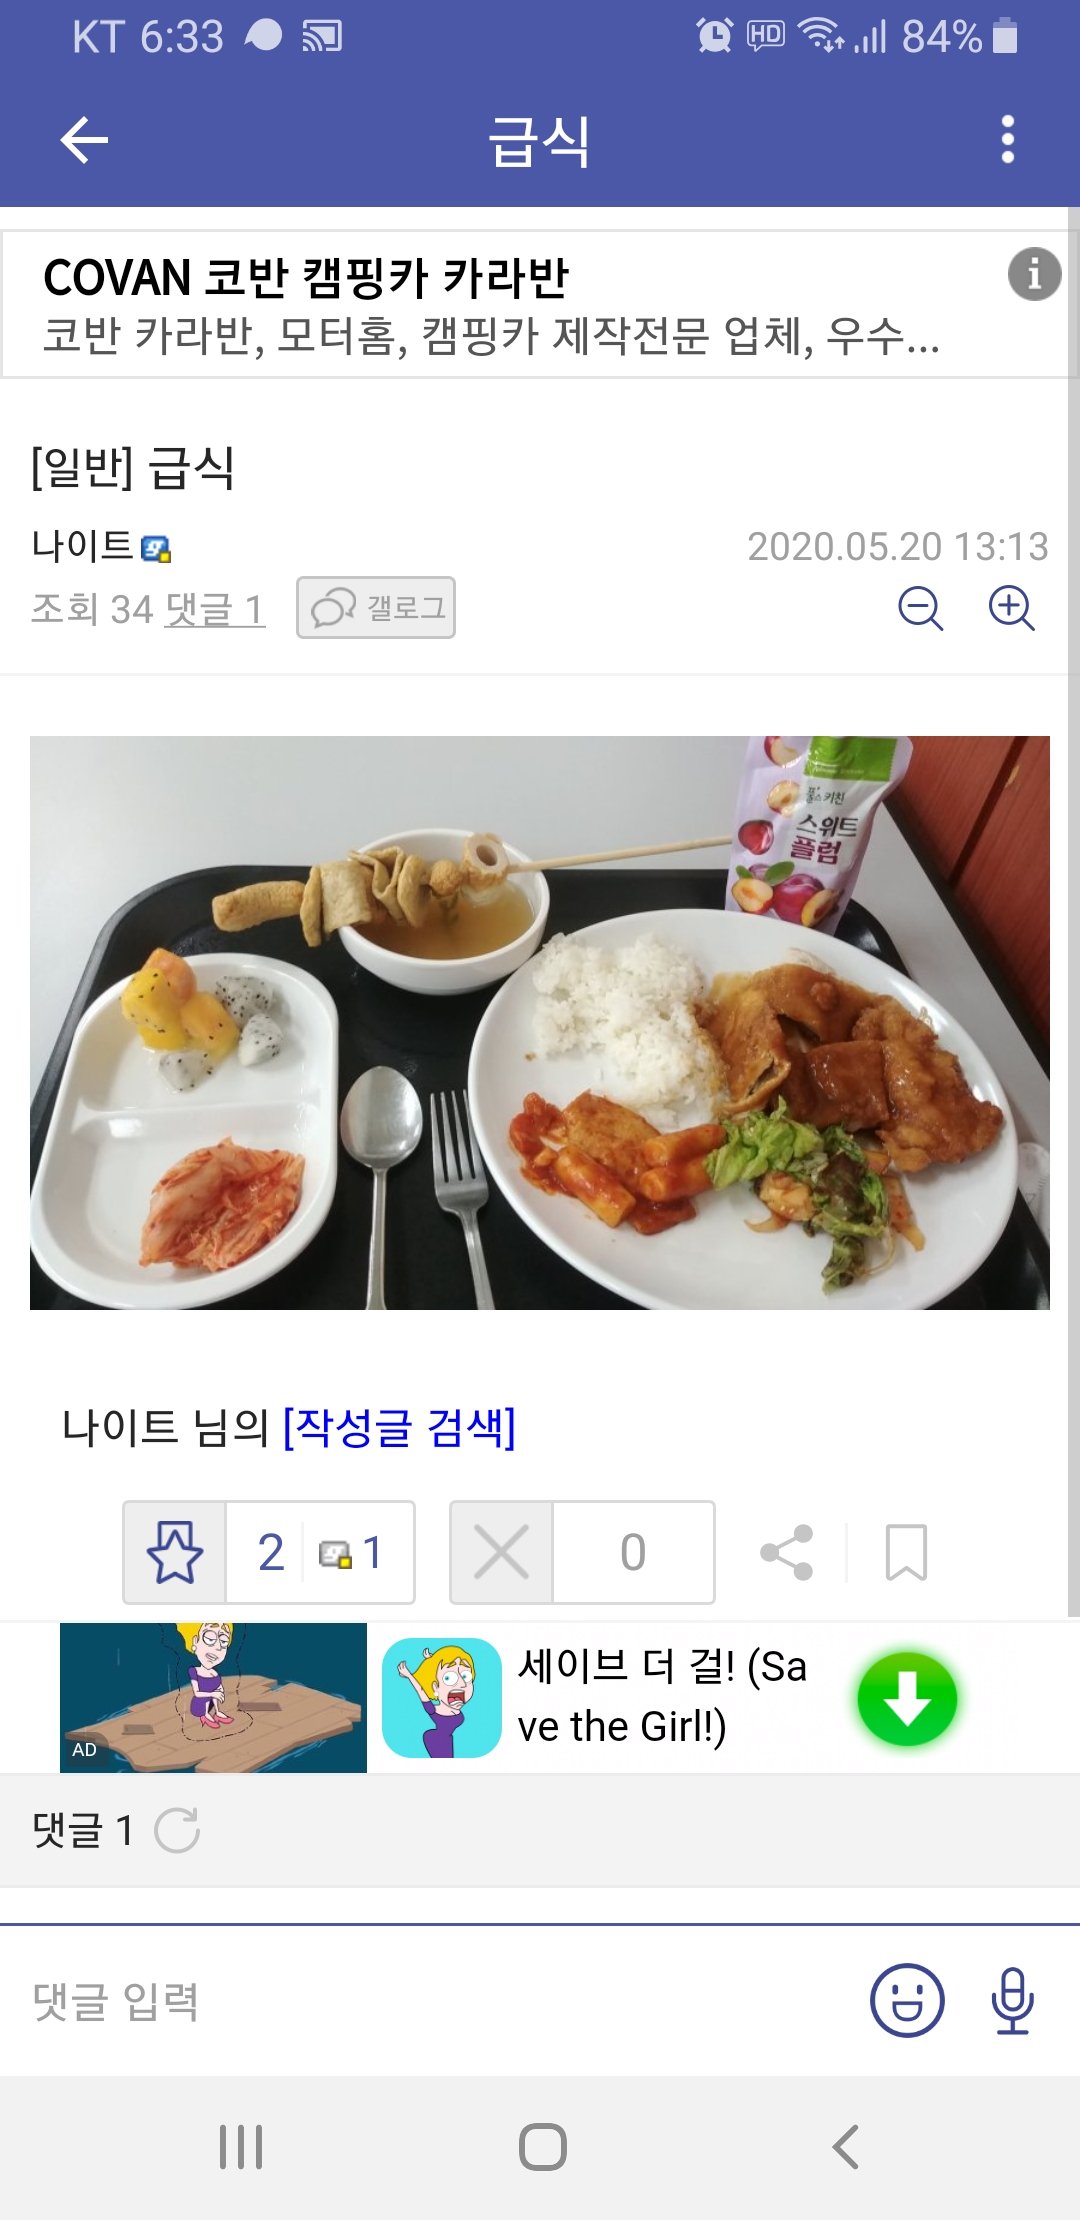 KT 6:33
HD 84%
급식
COVAN 코반 캠핑카 카라반
코반 카라반, 모터홈, 캠핑카 제작전문 업체, 우수...
[일반] 급식
나이트
2020.05.20 13:13
조회 34 댓글 1
갤로그
풀스키친
스위트
플럼
나이트 님의 [작성글 검색]
2 1
0
AD
세이브 더 걸! (Sa
ve the Girl!)
댓글 1
댓글 입력